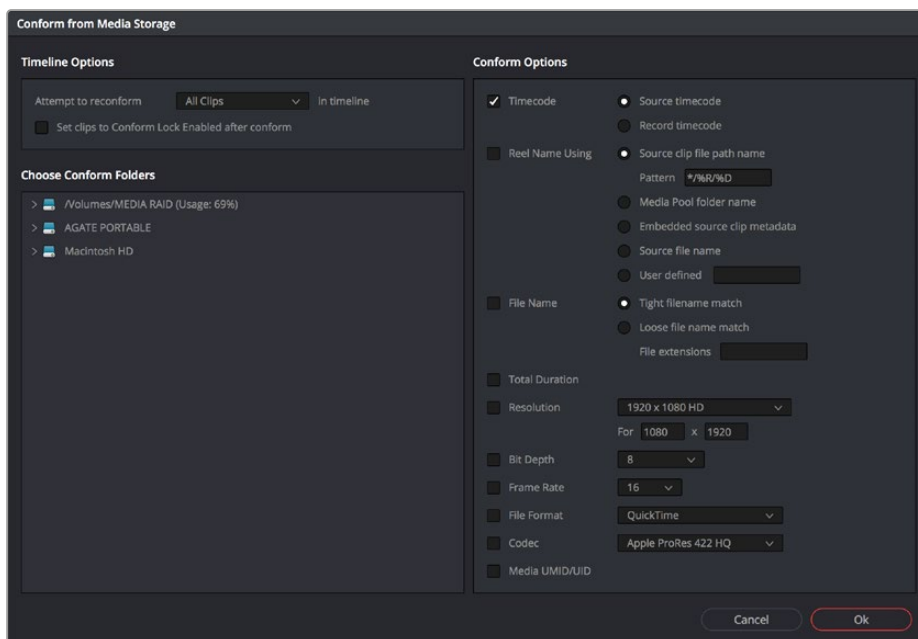 Conform from Media Storage
Timeline Options
Attempt to reconform All Clips in timeline
Set clips to Conform Lock Enabled after conform
Choose Conform Folders
/Volumes/MEDIA RAID (Usage: 69%)
AGATE PORTABLE
Macintosh HD
Conform Options
Timecode Source timecode
Record timecode
Reel Name Using Source clip file path name
Pattern */%R/%D
Media Pool folder name
Embedded source clip metadata
Source file name
User defined
File Name Tight filename match
Loose file name match
File extensions
Total Duration
Resolution 1920 x 1080 HD
For 1080 x 1920
Bit Depth 8
Frame Rate 16
File Format QuickTime
Codec Apple ProRes 422 HQ
Media UMID/UID
Cancel Ok